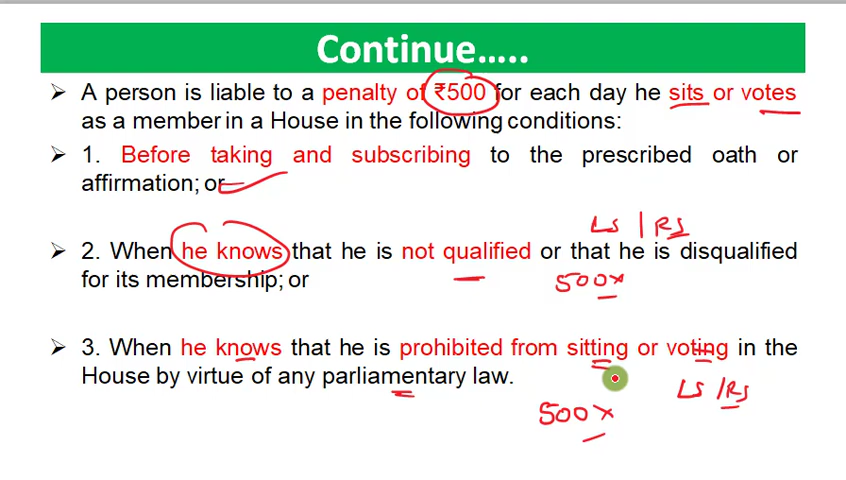 Continue…..
➢ A person is liable to a penalty of ₹500 for each day he sits or votes
as a member in a House in the following conditions:
➢ 1. Before taking and subscribing to the prescribed oath or
affirmation; or
LS | RS
➢ 2. When he knows that he is not qualified or that he is disqualified
for its membership; or
500x
➢ 3. When he knows that he is prohibited from sitting or voting in the
House by virtue of any parliamentary law.
LS | RS
500x